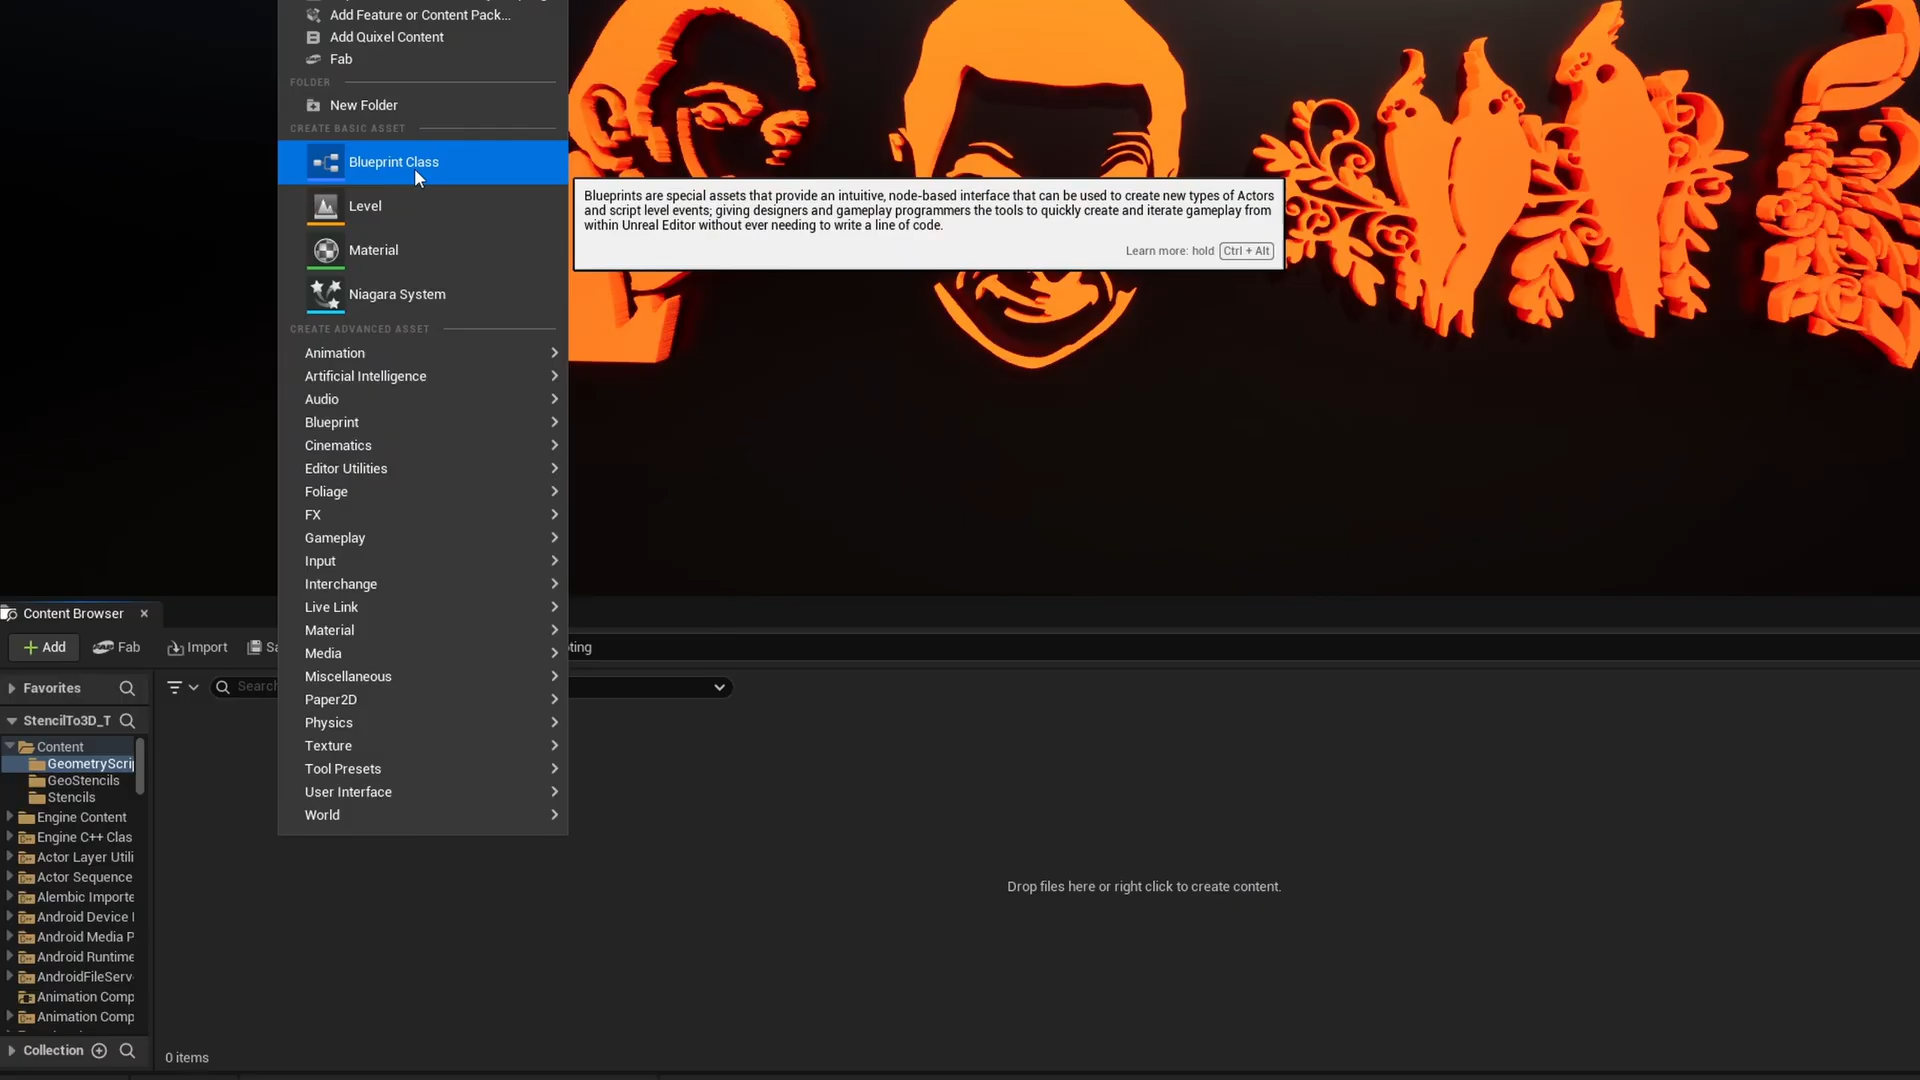 Add Feature or Content Pack...
Add Quixel Content
Fab
FOLDER
New Folder
CREATE BASIC ASSET
Blueprint Class
Blueprints are special assets that provide an intuitive, node-based interface that can be used to create new types of Actors
and script level events; giving designers and gameplay programmers the tools to quickly create and iterate gameplay from
within Unreal Editor without ever needing to write a line of code.
Learn more: hold Ctrl + Alt
Level
Material
Niagara System
CREATE ADVANCED ASSET
Animation
Artificial Intelligence
Audio
Blueprint
Cinematics
Editor Utilities
Foliage
FX
Gameplay
Input
Interchange
Live Link
Material
Media
Miscellaneous
Paper2D
Physics
Texture
Tool Presets
User Interface
World
Content Browser
Add Fab Import Sa pting
Favorites
Search
StencilTo3D_T
Content
GeometryScrip
GeoStencils
Stencils
Engine Content
Engine C++ Clas
Actor Layer Utili
Actor Sequence
Alembic Importe
Android Device
Android Media P
Android Runtime
AndroidFileServ
Animation Comp
Animation Comp
Drop files here or right click to create content.
Collection
0 items